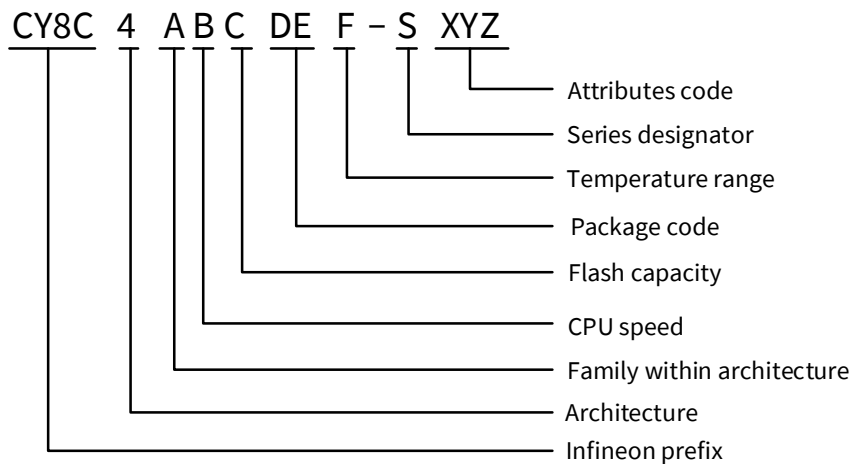 CY8C 4 A B C DE F – S XYZ
Attributes code
Series designator
Temperature range
Package code
Flash capacity
CPU speed
Family within architecture
Architecture
Infineon prefix